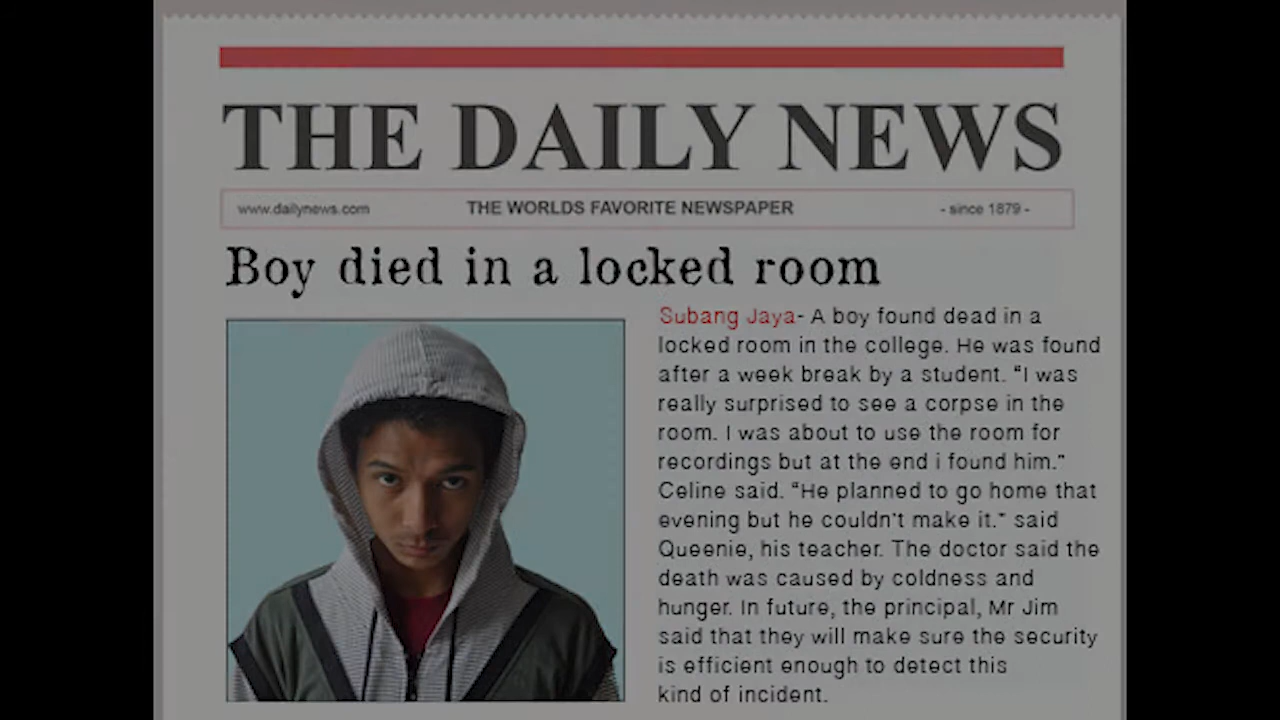 THE DAILY NEWS
www.dailynews.com THE WORLDS FAVORITE NEWSPAPER - since 1879 -
Boy died in a locked room
Subang Jaya- A boy found dead in a
locked room in the college. He was found
after a week break by a student. "I was
really surprised to see a corpse in the
room. I was about to use the room for
recordings but at the end i found him."
Celine said. "He planned to go home that
evening but he couldn't make it." said
Queenie, his teacher. The doctor said the
death was caused by coldness and
hunger. In future, the principal, Mr Jim
said that they will make sure the security
is efficient enough to detect this
kind of incident.